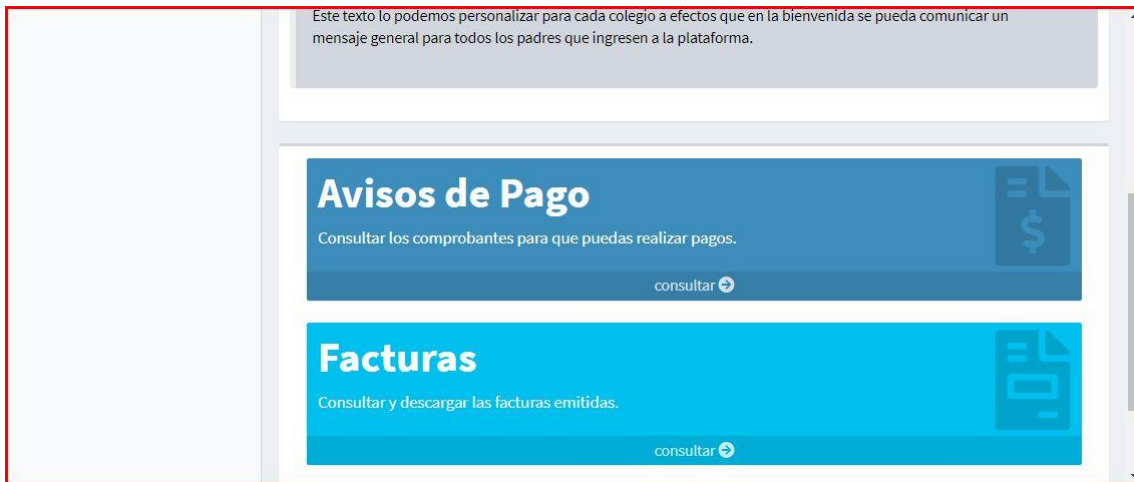 Este texto lo podemos personalizar para cada colegio a efectos que en la bienvenida se pueda comunicar un
mensaje general para todos los padres que ingresen a la plataforma.
Avisos de Pago
Consultar los comprobantes para que puedas realizar pagos.
$
consultar
Facturas
Consultar y descargar las facturas emitidas.
consultar